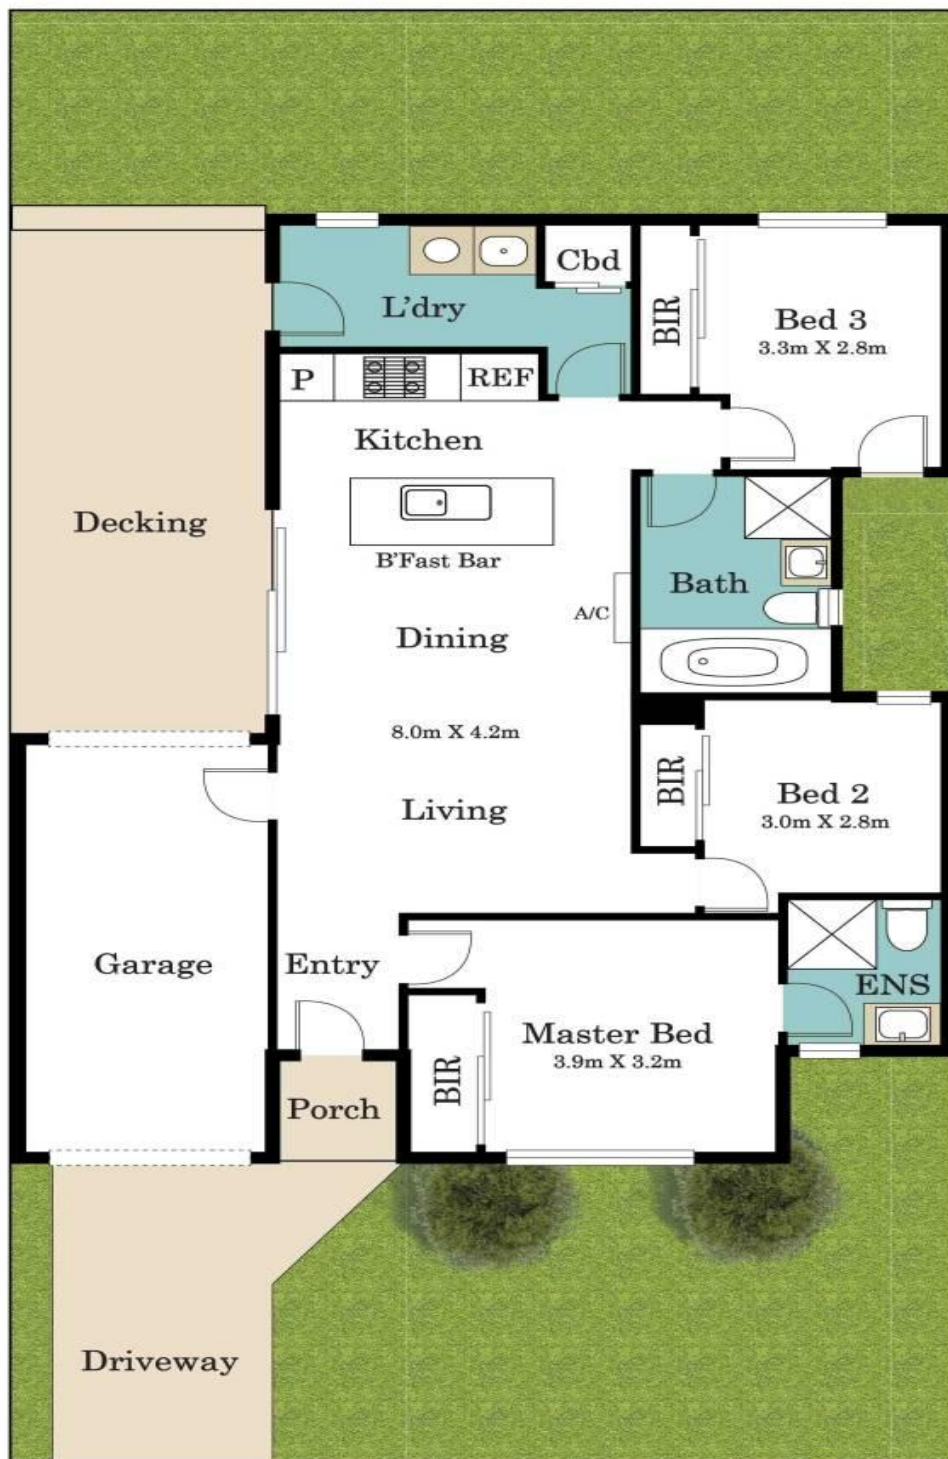 Cbd
L'dry
BIR
Bed 3
3.3m X 2.8m
P
REF
Kitchen
Decking
B'Fast Bar
Bath
A/C
Dining
8.0m X 4.2m
BIR
Bed 2
3.0m X 2.8m
Living
Garage
Entry
ENS
Master Bed
3.9m X 3.2m
BIR
Porch
Driveway